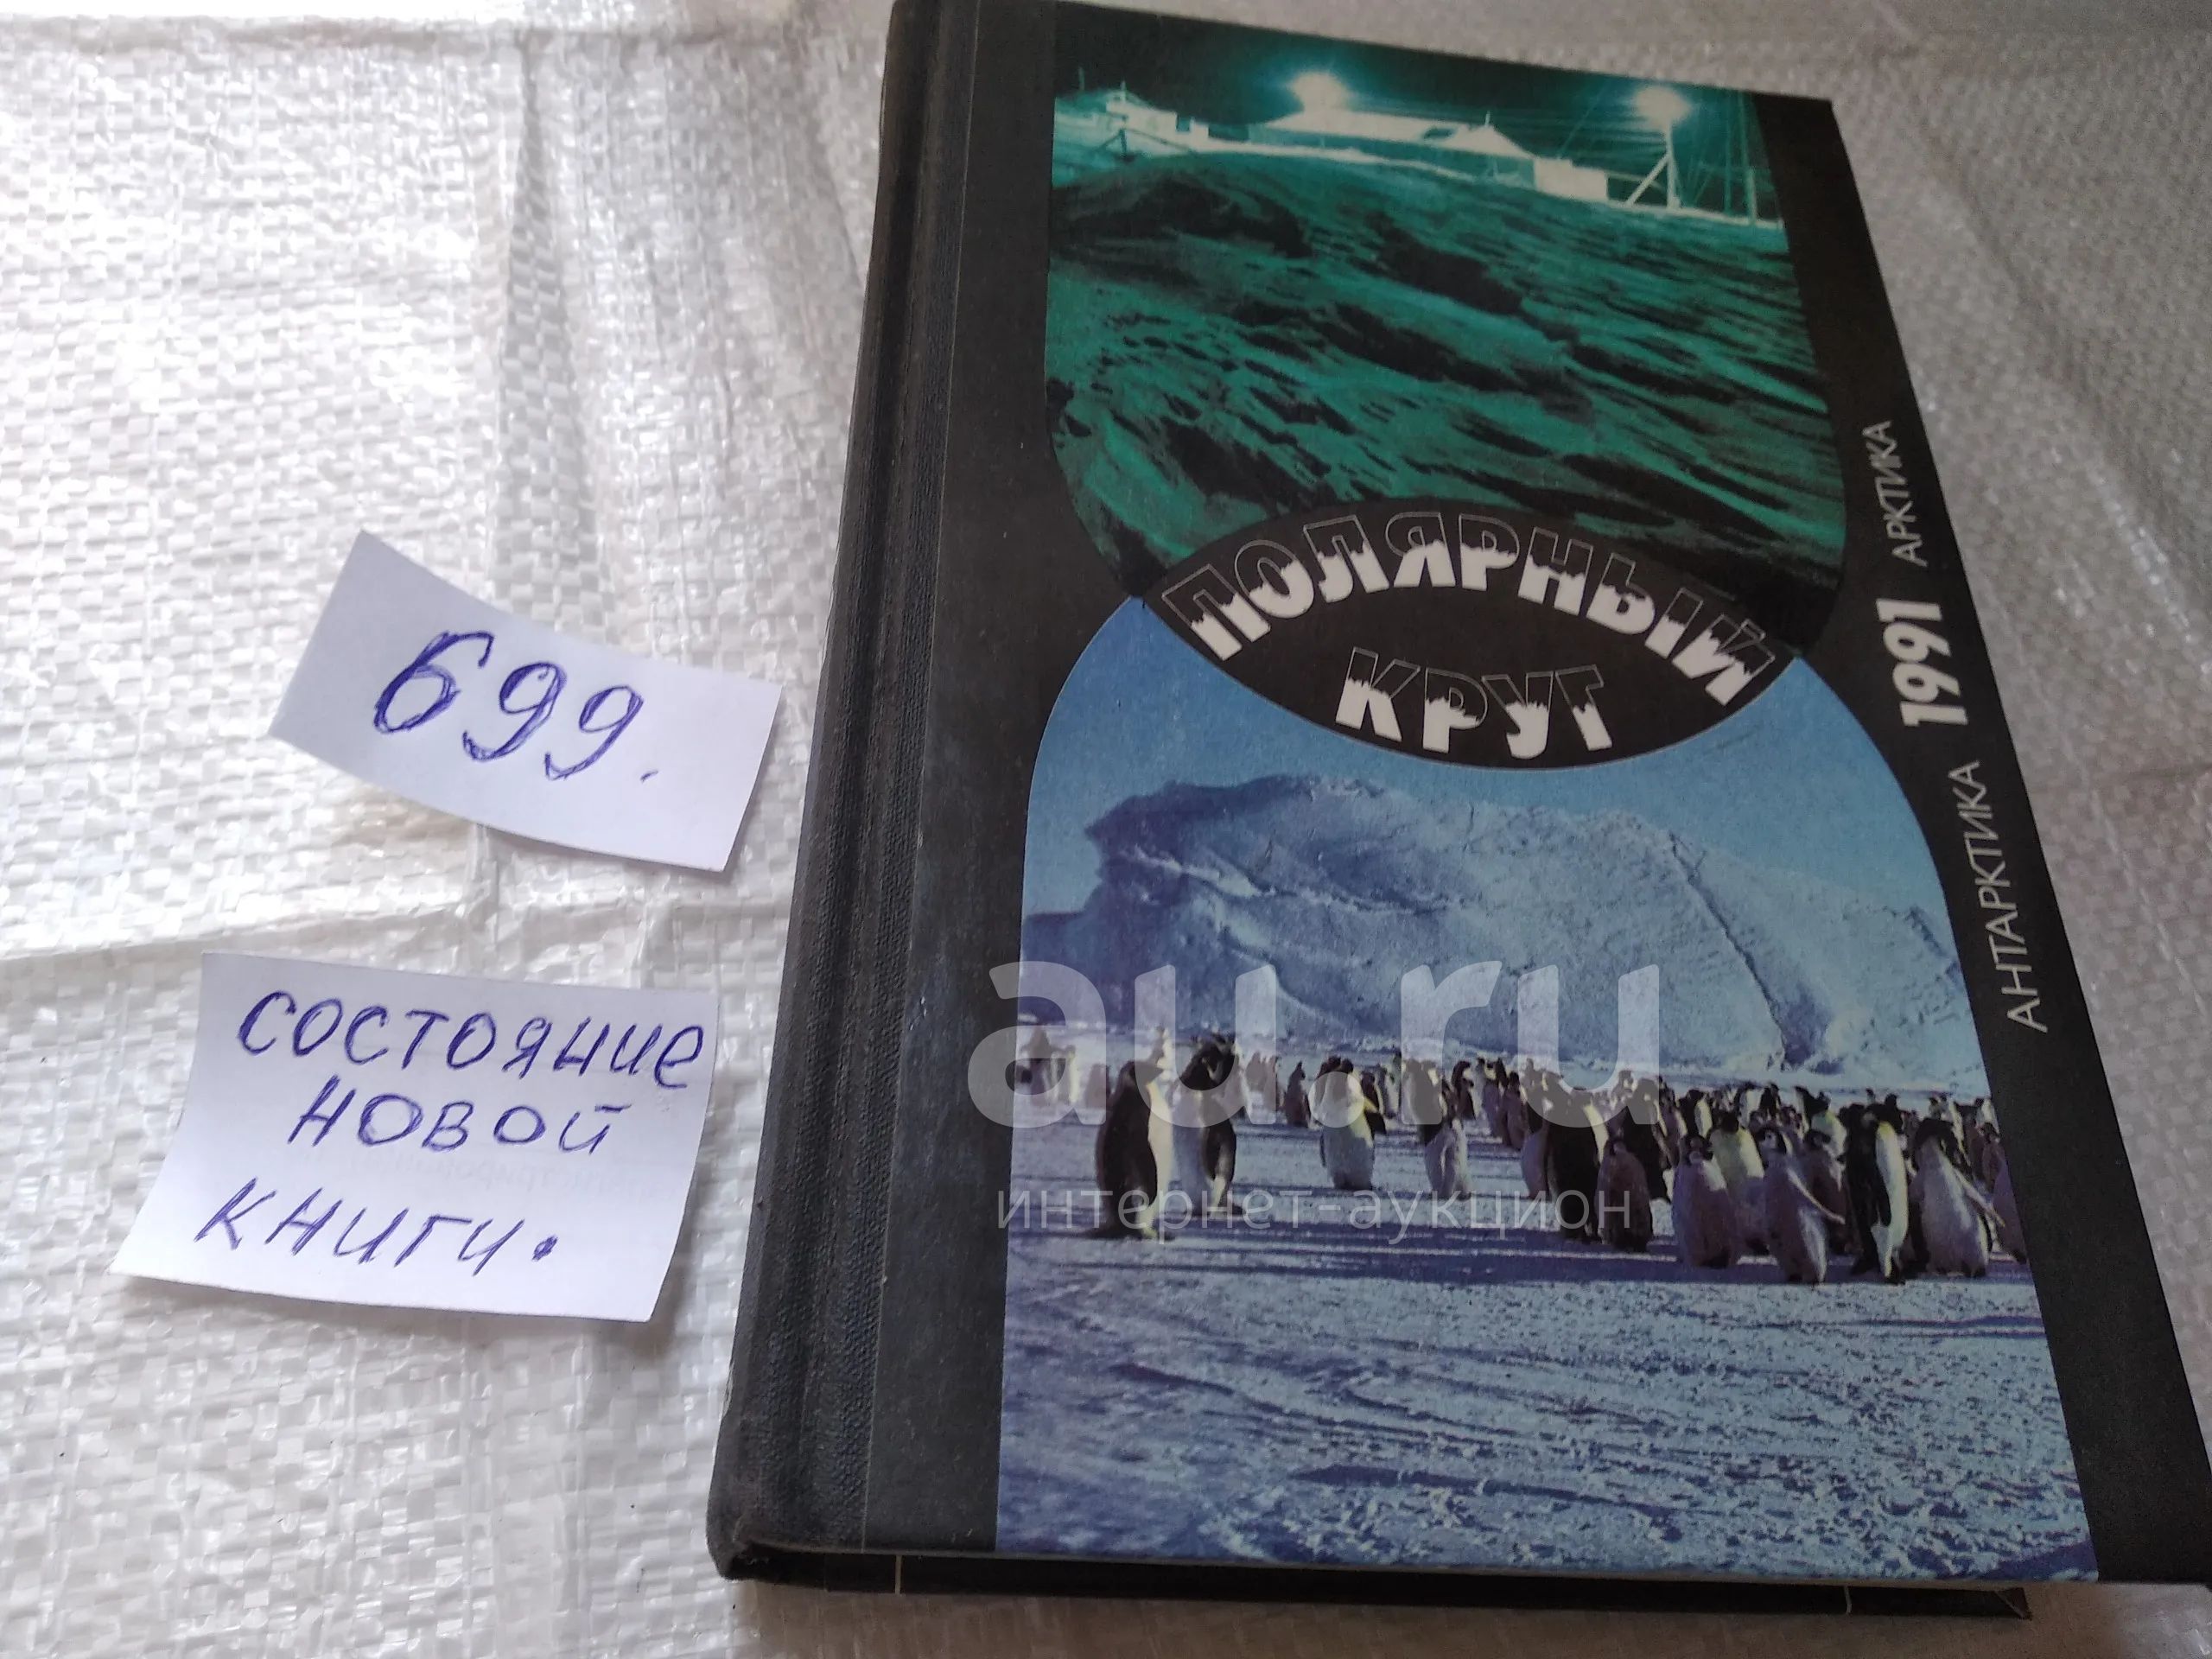 699.
состояние
новой
книги.
ПОЛЯРНЫЙ
КРУГ
АНТАРКТИКА 1991 АРКТИКА
au.ru
интернет-аукцион